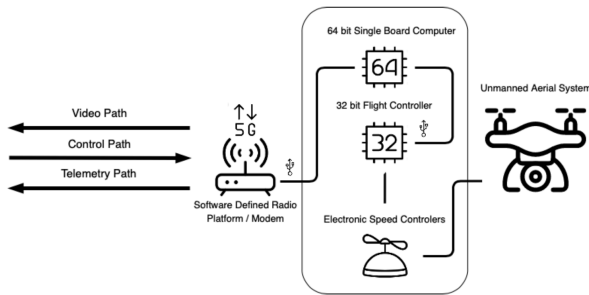 64 bit Single Board Computer
64
Unmanned Aerial System
32 bit Flight Controller
Video Path
5G
Control Path
32
Telemetry Path
Software Defined Radio
Platform / Modem
Electronic Speed Controlers